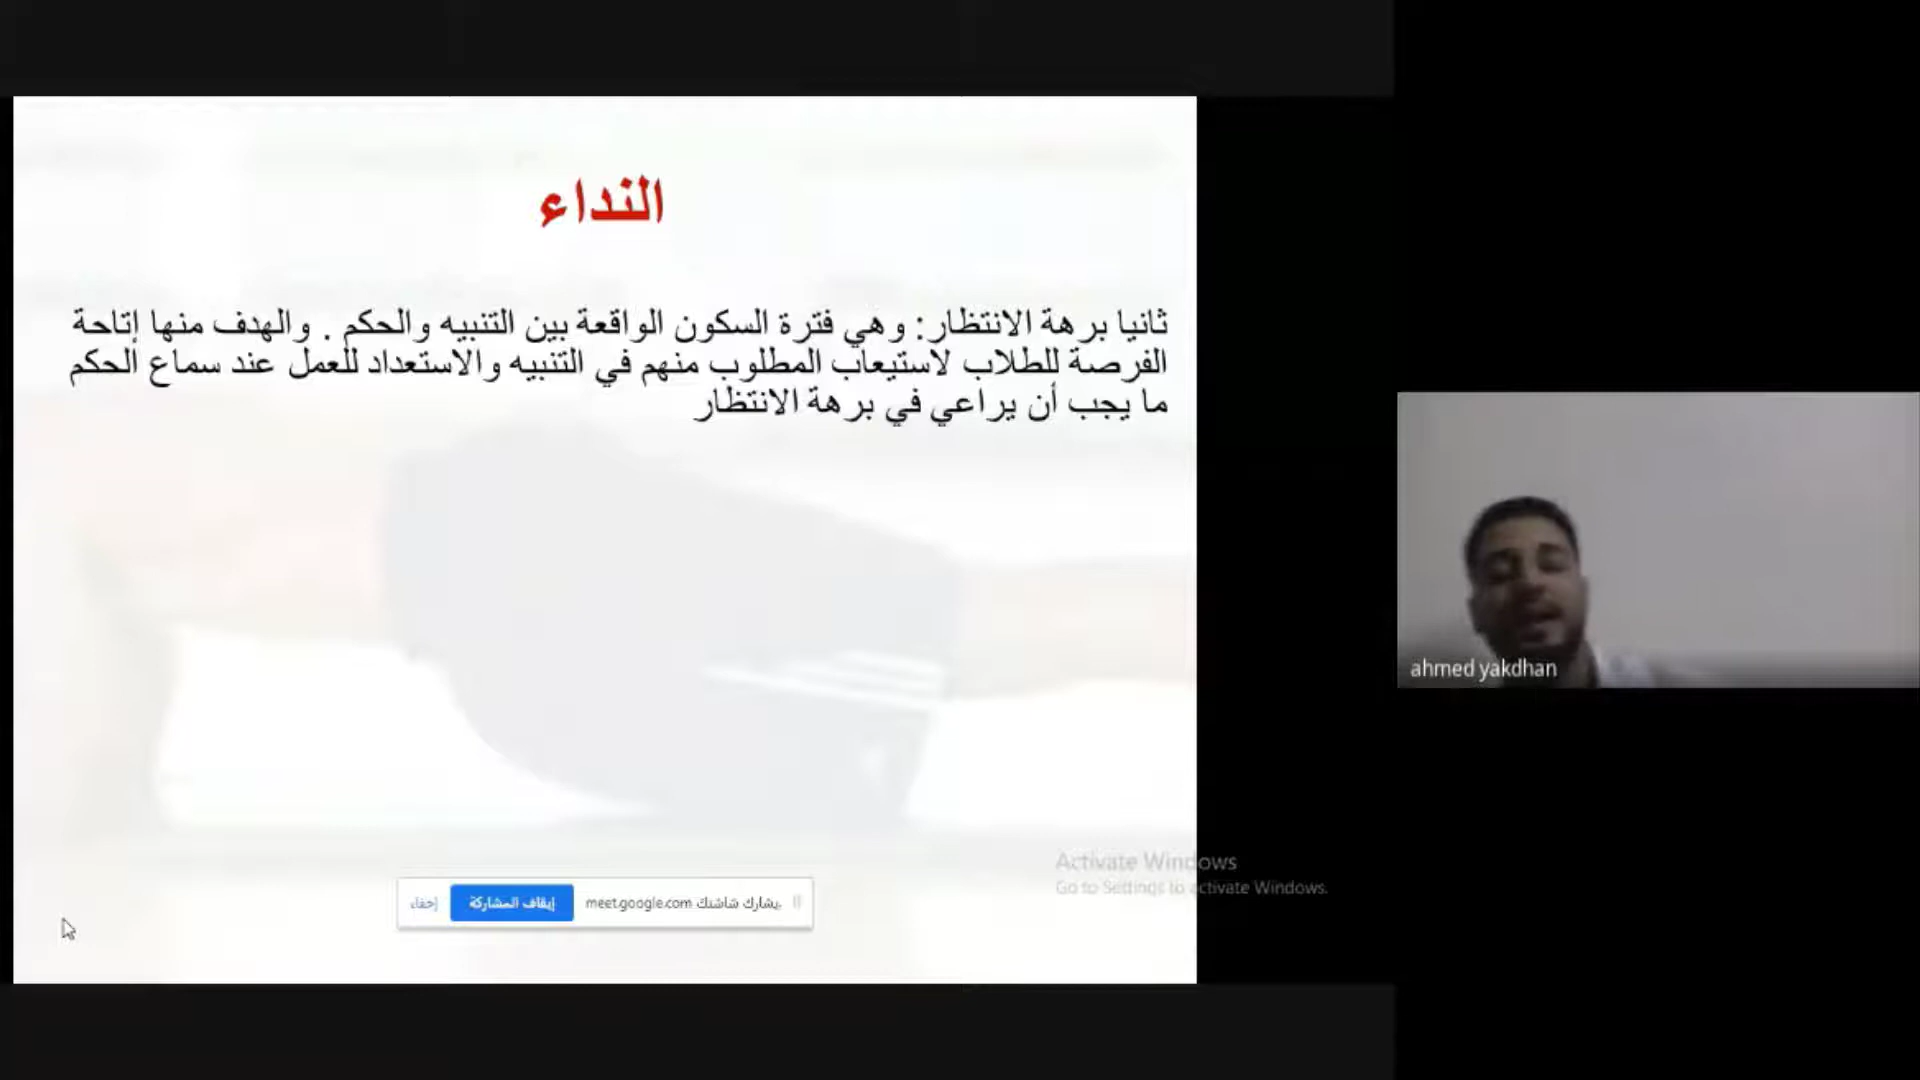 النداء
ثانيا برهة الانتظار: وهي فترة السكون الواقعة بين التنبيه والحكم . والهدف منها إتاحة
الفرصة للطلاب لاستيعاب المطلوب منهم في التنبيه والاستعداد للعمل عند سماع الحكم
ما يجب أن يراعي في برهة الانتظار
ahmed yakdhan
Activate Windows
Go to Settings to activate Windows.
يشارك شاشتك meet.google.com إيقاف المشاركة إخفاء